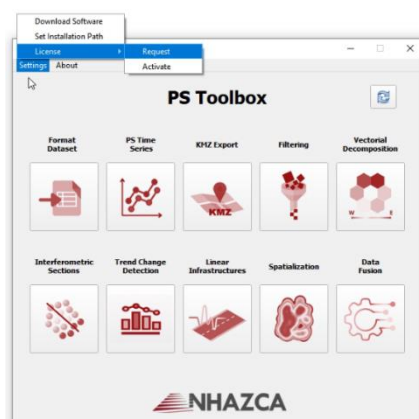 Download Software
Set Installation Path
License
Request
Settings About
Activate
PS Toolbox
Format
Dataset
PS Time
Series
KMZ Export
Filtering
Vectorial
Decomposition
KMZ
W E
Interferometric
Sections
Trend Change
Detection
Linear
Infrastructures
Spatialization
Data
Fusion
NHAZCA